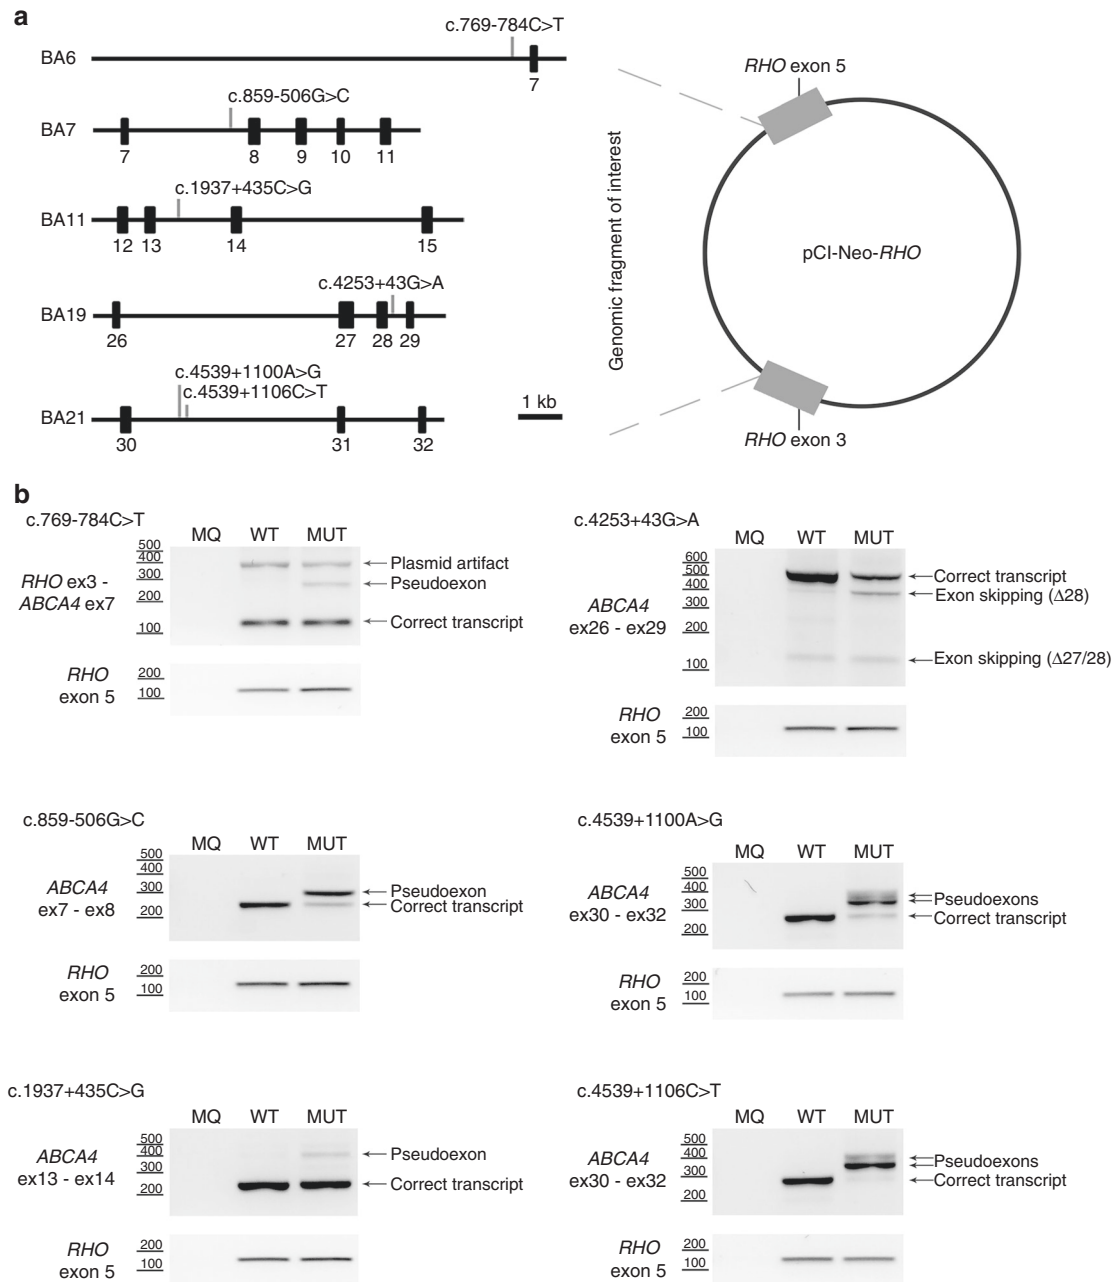 a
c.769-784C>T
BA6
7
c.859-506G>C
BA7
7 8 9 10 11
c.1937+435C>G
BA11
12 13 14 15
c.4253+43G>A
BA19
26 27 28 29
c.4539+1100A>G
c.4539+1106C>T
BA21
30 31 32
1 kb
Genomic fragment of interest
RHO exon 5
pCI-Neo-RHO
RHO exon 3
b
c.769-784C>T
MQ WT MUT
500
400
300
200
100
RHO ex3 -
ABCA4 ex7
Plasmid artifact
Pseudoexon
Correct transcript
RHO
exon 5
200
100
c.4253+43G>A
MQ WT MUT
600
500
400
300
200
100
ABCA4
ex26 - ex29
Correct transcript
Exon skipping (Δ28)
Exon skipping (Δ27/28)
RHO
exon 5
200
100
c.859-506G>C
MQ WT MUT
500
400
300
200
ABCA4
ex7 - ex8
Pseudoexon
Correct transcript
RHO
exon 5
200
100
c.4539+1100A>G
MQ WT MUT
500
400
300
200
ABCA4
ex30 - ex32
Pseudoexons
Correct transcript
RHO
exon 5
200
100
c.1937+435C>G
MQ WT MUT
500
400
300
200
ABCA4
ex13 - ex14
Pseudoexon
Correct transcript
RHO
exon 5
200
100
c.4539+1106C>T
MQ WT MUT
500
400
300
200
ABCA4
ex30 - ex32
Pseudoexons
Correct transcript
RHO
exon 5
200
100